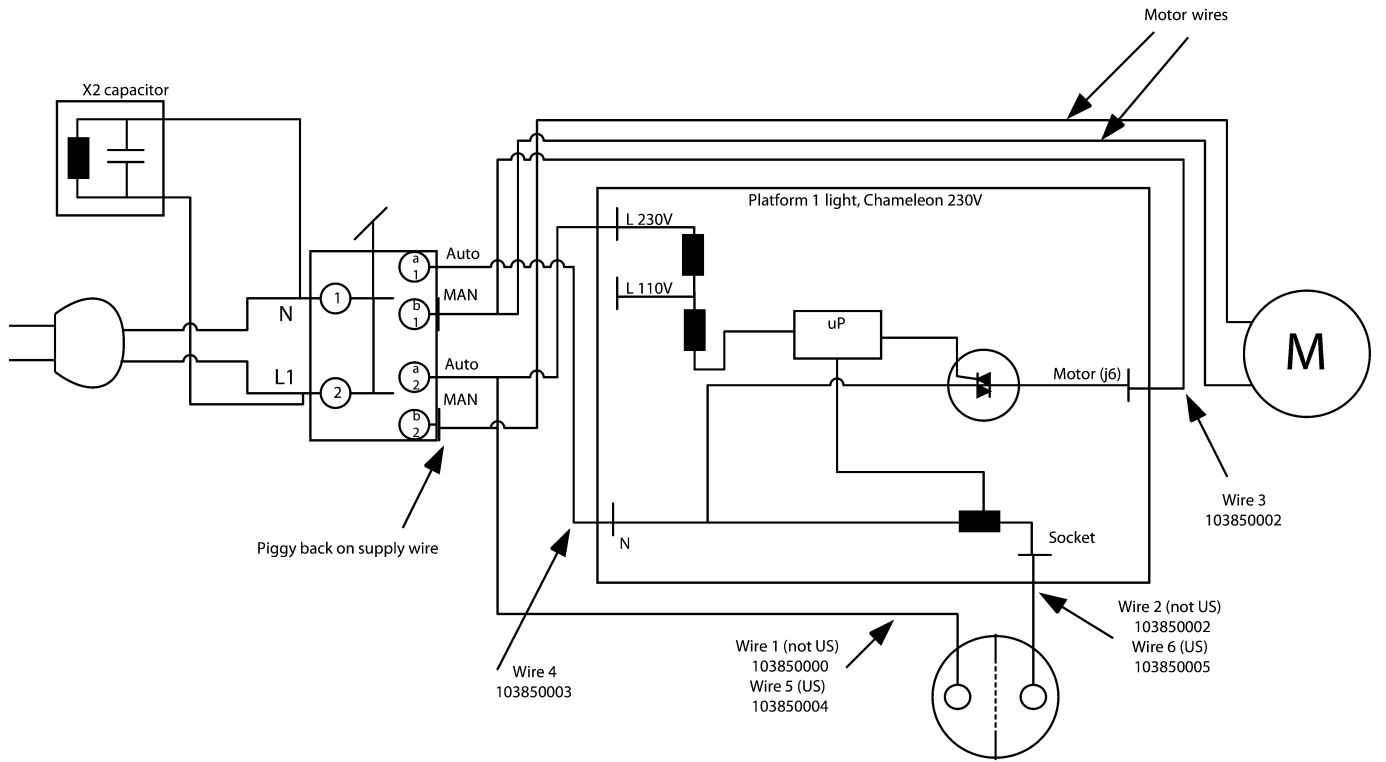 Motor wires
X2 capacitor
Platform 1 light, Chameleon 230V
L 230V
Auto
a
1
MAN
L 110V
N
1
b
1
uP
M
Auto
a
2
L1
2
MAN
b
2
Motor (j6)
Wire 3
103850002
Piggy back on supply wire
N
Socket
Wire 2 (not US)
103850002
Wire 6 (US)
103850005
Wire 1 (not US)
103850000
Wire 5 (US)
103850004
Wire 4
103850003